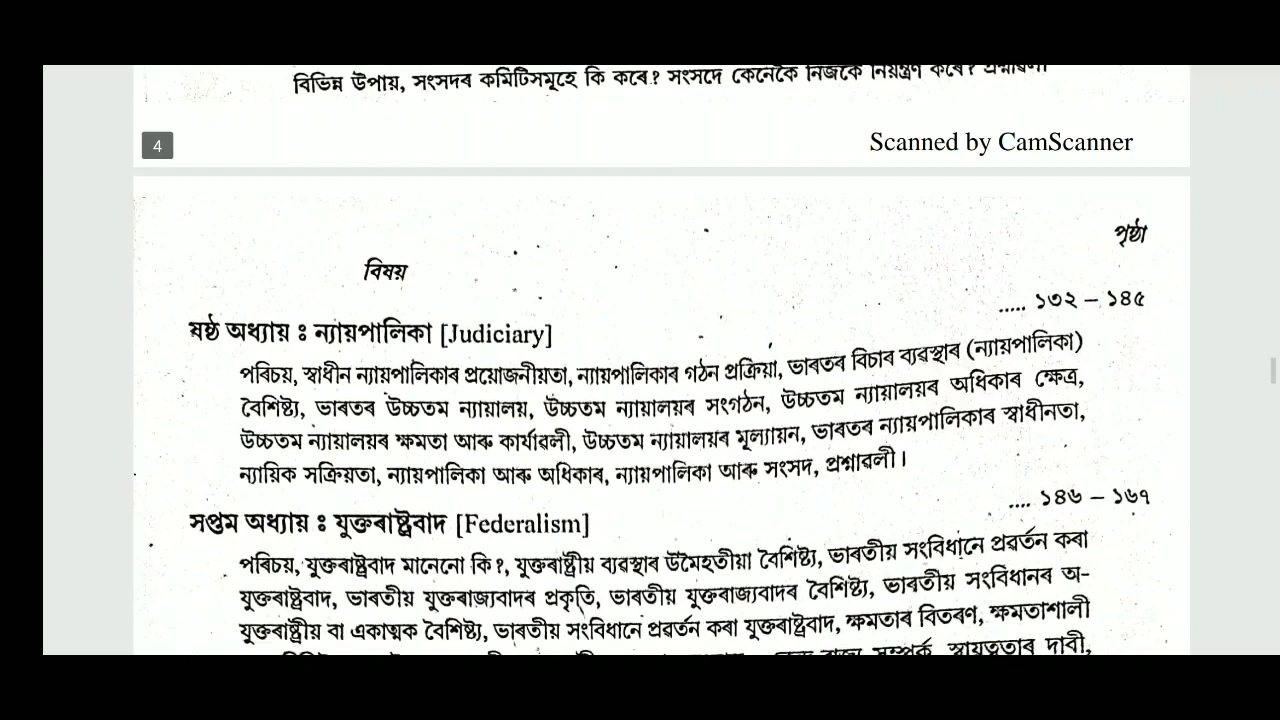 বিভিন্ন উপায়, সংসদৰ কমিটিসমূহে কি কৰে? সংসদে কেনেকৈ নিজকে নিয়ন্ত্ৰণ কৰে? প্ৰশ্নাৱলী
4
Scanned by CamScanner
পৃষ্ঠা
বিষয়
..... ১৩২ – ১৪৫
ষষ্ঠ অধ্যায় ঃ ন্যায়পালিকা [Judiciary]
পৰিচয়, স্বাধীন ন্যায়পালিকাৰ প্ৰয়োজনীয়তা, ন্যায়পালিকাৰ গঠন প্ৰক্ৰিয়া, ভাৰতৰ বিচাৰ ব্যৱস্থাৰ (ন্যায়পালিকা)
বৈশিষ্ট্য, ভাৰতৰ উচ্চতম ন্যায়ালয়, উচ্চতম ন্যায়ালয়ৰ সংগঠন, উচ্চতম ন্যায়ালয়ৰ অধিকাৰ ক্ষেত্ৰ,
উচ্চতম ন্যায়ালয়ৰ ক্ষমতা আৰু কাৰ্যাৱলী, উচ্চতম ন্যায়ালয়ৰ মূল্যায়ন, ভাৰতৰ ন্যায়পালিকাৰ স্বাধীনতা,
ন্যায়িক সক্ৰিয়তা, ন্যায়পালিকা আৰু অধিকাৰ, ন্যায়পালিকা আৰু সংসদ, প্ৰশ্নাৱলী।
.... ১৪৬ – ১৬৭
সপ্তম অধ্যায় ঃ যুক্তৰাষ্ট্ৰবাদ [Federalism]
পৰিচয়, যুক্তৰাষ্ট্ৰবাদ মানেনো কি?, যুক্তৰাষ্ট্ৰীয় ব্যৱস্থাৰ উমৈহতীয়া বৈশিষ্ট্য, ভাৰতীয় সংবিধানে প্ৰৱৰ্তন কৰা
যুক্তৰাষ্ট্ৰবাদ, ভাৰতীয় যুক্তৰাজ্যবাদৰ প্ৰকৃতি, ভাৰতীয় যুক্তৰাজ্যবাদৰ বৈশিষ্ট্য, ভাৰতীয় সংবিধানৰ অ-
যুক্তৰাষ্ট্ৰীয় বা একাত্মক বৈশিষ্ট্য, ভাৰতীয় সংবিধানে প্ৰৱৰ্তন কৰা যুক্তৰাষ্ট্ৰবাদ, ক্ষমতাৰ বিতৰণ, ক্ষমতাশালী
ৰাজ্য সম্পৰ্ক, স্বায়ত্ততাৰ দাবী,